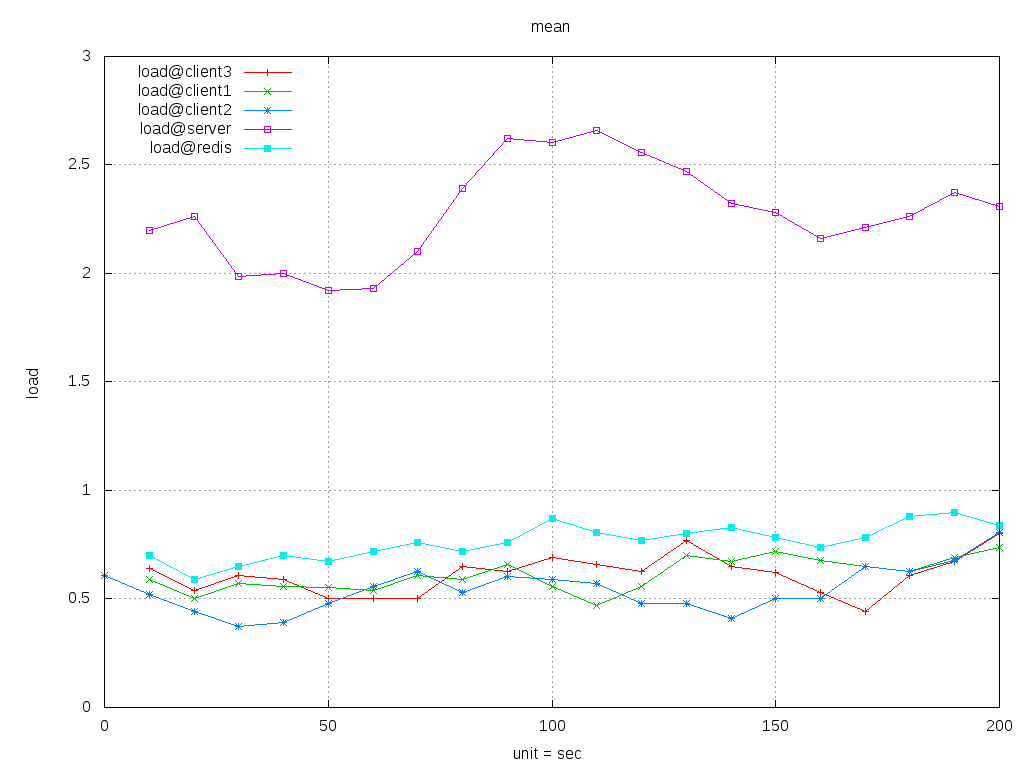 mean
3
load@client3
load@client1
load@client2
load@server
load@redis
2.5
2
1.5
load
1
0.5
0
0 50 100 150 200
unit = sec